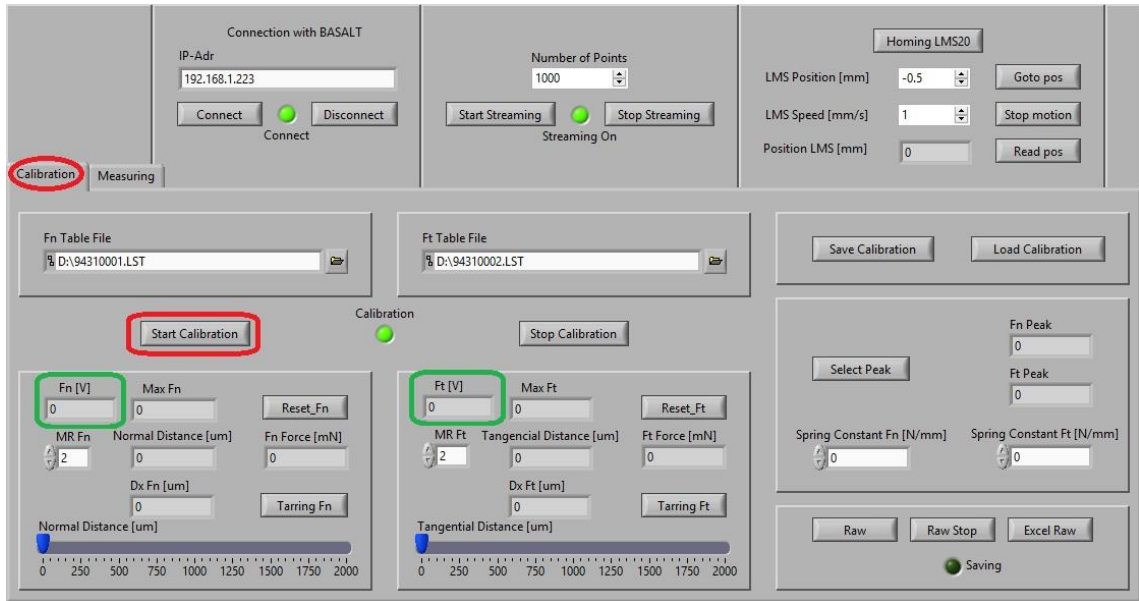 Connection with BASALT
IP-Adr
192.168.1.223
Connect
Disconnect
Connect
Number of Points
1000
Start Streaming
Stop Streaming
Streaming On
Homing LMS20
LMS Position [mm]
-0.5
Goto pos
LMS Speed [mm/s]
1
Stop motion
Position LMS [mm]
0
Read pos
Calibration
Measuring
Fn Table File
D:\94310001.LST
Ft Table File
D:\94310002.LST
Save Calibration
Load Calibration
Start Calibration
Calibration
Stop Calibration
Fn [V]
0
Max Fn
0
Reset_Fn
MR Fn
2
Normal Distance [um]
0
Fn Force [mN]
0
Dx Fn [um]
0
Tarring Fn
Normal Distance [um]
0 250 500 750 1000 1250 1500 1750 2000
Ft [V]
0
Max Ft
0
Reset_Ft
MR Ft
2
Tangencial Distance [um]
0
Ft Force [mN]
0
Dx Ft [um]
0
Tarring Ft
Tangential Distance [um]
0 250 500 750 1000 1250 1500 1750 2000
Select Peak
Fn Peak
0
Ft Peak
0
Spring Constant Fn [N/mm]
0
Spring Constant Ft [N/mm]
0
Raw
Raw Stop
Excel Raw
Saving